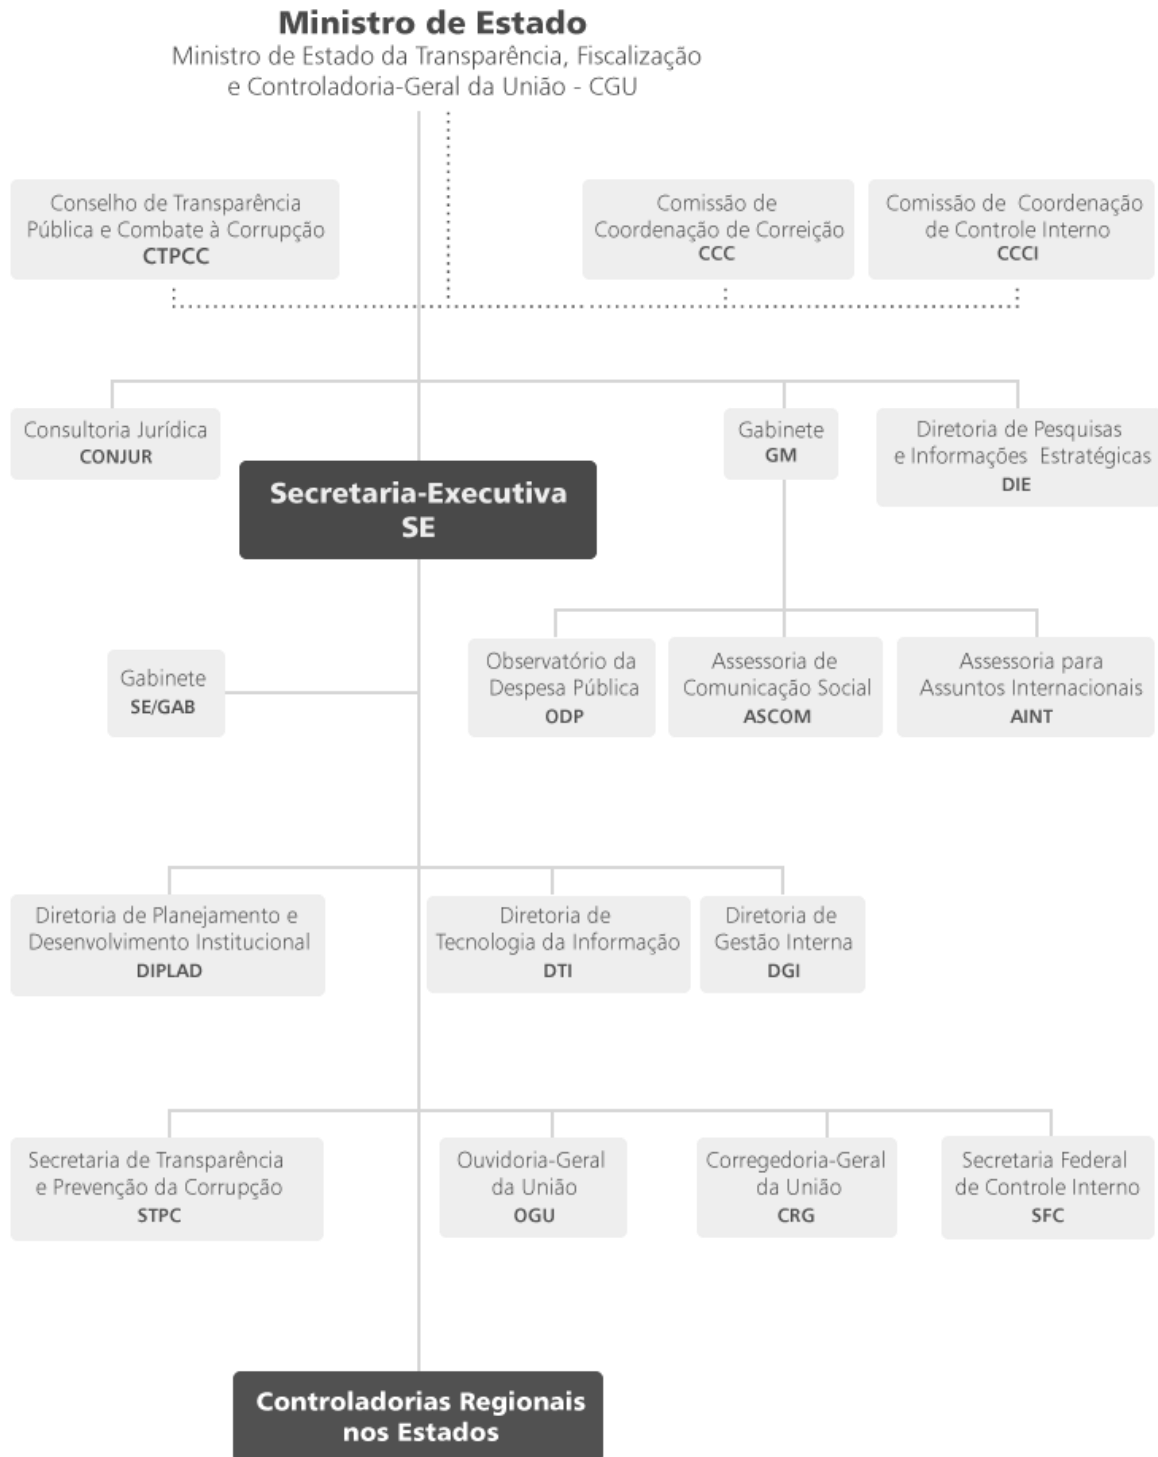 Ministro de Estado
Ministro de Estado da Transparência, Fiscalização
e Controladoria-Geral da União - CGU
Conselho de Transparência
Pública e Combate à Corrupção
CTPCC
Comissão de
Coordenação de Correição
CCC
Comissão de Coordenação
de Controle Interno
CCCI
Consultoria Jurídica
CONJUR
Secretaria-Executiva
SE
Gabinete
GM
Diretoria de Pesquisas
e Informações Estratégicas
DIE
Gabinete
SE/GAB
Observatório da
Despesa Pública
ODP
Assessoria de
Comunicação Social
ASCOM
Assessoria para
Assuntos Internacionais
AINT
Diretoria de Planejamento e
Desenvolvimento Institucional
DIPLAD
Diretoria de
Tecnologia da Informação
DTI
Diretoria de
Gestão Interna
DGI
Secretaria de Transparência
e Prevenção da Corrupção
STPC
Ouvidoria-Geral
da União
OGU
Corregedoria-Geral
da União
CRG
Secretaria Federal
de Controle Interno
SFC
Controladorias Regionais
nos Estados